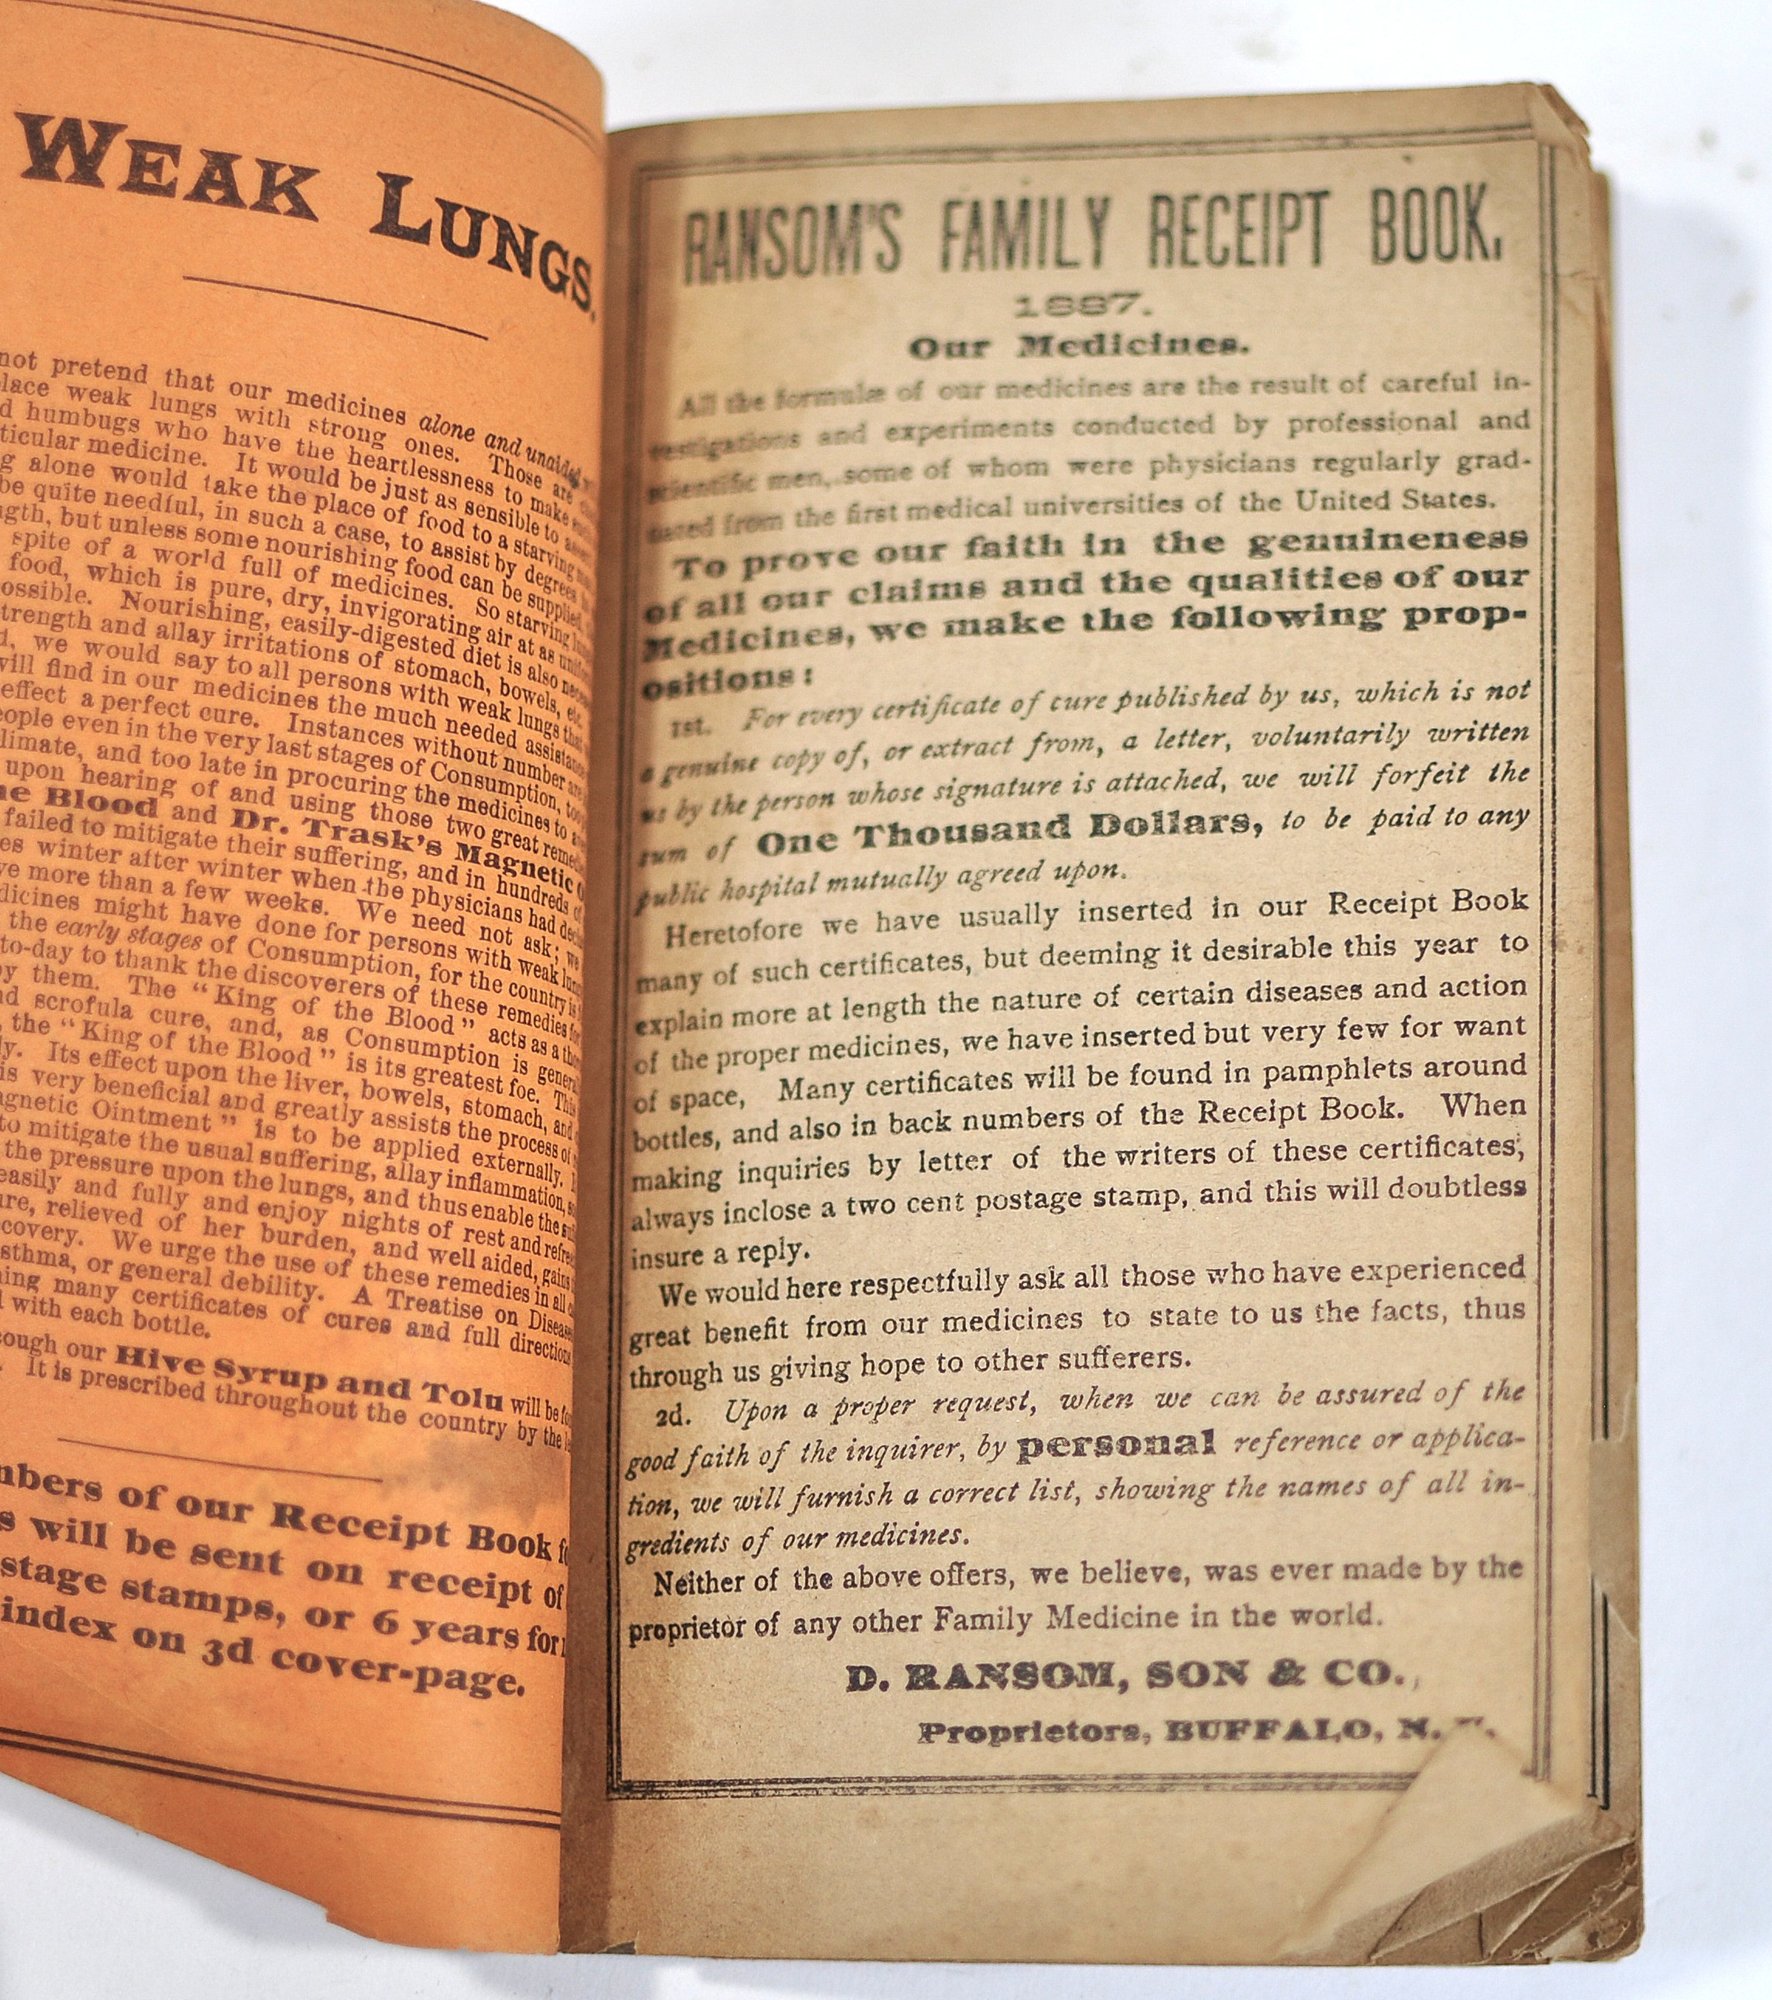 WEAK LUNGS.
not pretend that our medicines alone and unaided
place weak lungs with strong ones. Those are
d humbugs who have the heartlessness to make
ticular medicine. It would be just as sensible to
g alone would take the place of food to a starving
be quite needful, in such a case, to assist by degrees
ngth, but unless some nourishing food can be supplied,
spite of a world full of medicines. So starving
food, which is pure, dry, invigorating air at as
ossible. Nourishing, easily-digested diet is also
trength and allay irritations of stomach, bowels, etc.
d, we would say to all persons with weak lungs that
will find in our medicines the much needed assistance
effect a perfect cure. Instances without number are
eople even in the very last stages of Consumption, too
limate, and too late in procuring the medicines to
upon hearing of and using those two great
he Blood and Dr. Trask's Magnetic
failed to mitigate their suffering, and in hundreds of
es winter after winter when the physicians had
ve more than a few weeks. We need not ask; we
dicines might have done for persons with weak
the early stages of Consumption, for the country is
to-day to thank the discoverers of these remedies for
by them. The "King of the Blood" acts as a
nd scrofula cure, and, as Consumption is
, the "King of the Blood" is its greatest foe. This
ly. Its effect upon the liver, bowels, stomach, and
is very beneficial and greatly assists the process of
agnetic Ointment" is to be applied externally.
to mitigate the usual suffering, allay inflammation,
the pressure upon the lungs, and thus enable the
easily and fully and enjoy nights of rest and
ure, relieved of her burden, and well aided, gains
covery. We urge the use of these remedies in all
sthma, or general debility. A Treatise on
ning many certificates of cures and full directions
d with each bottle.
cough our Hive Syrup and Tolu will be
. It is prescribed throughout the country by the
mbers of our Receipt Book
s will be sent on receipt of
stage stamps, or 6 years for
index on 3d cover-page.
RANSOM'S FAMILY RECEIPT BOOK.
1887.
Our Medicines.
All the formulæ of our medicines are the result of careful in-
vestigations and experiments conducted by professional and
scientific men, some of whom were physicians regularly grad-
uated from the first medical universities of the United States.
To prove our faith in the genuineness
of all our claims and the qualities of our
Medicines, we make the following prop-
ositions:
1st. For every certificate of cure published by us, which is not
a genuine copy of, or extract from, a letter, voluntarily written
us by the person whose signature is attached, we will forfeit the
sum of One Thousand Dollars, to be paid to any
public hospital mutually agreed upon.
Heretofore we have usually inserted in our Receipt Book
many of such certificates, but deeming it desirable this year to
explain more at length the nature of certain diseases and action
of the proper medicines, we have inserted but very few for want
of space, Many certificates will be found in pamphlets around
bottles, and also in back numbers of the Receipt Book. When
making inquiries by letter of the writers of these certificates,
always inclose a two cent postage stamp, and this will doubtless
insure a reply.
We would here respectfully ask all those who have experienced
great benefit from our medicines to state to us the facts, thus
through us giving hope to other sufferers.
2d. Upon a proper request, when we can be assured of the
good faith of the inquirer, by personal reference or applica-
tion, we will furnish a correct list, showing the names of all in-
gredients of our medicines.
Neither of the above offers, we believe, was ever made by the
proprietor of any other Family Medicine in the world.
D. RANSOM, SON & CO.,
Proprietors, BUFFALO, N.